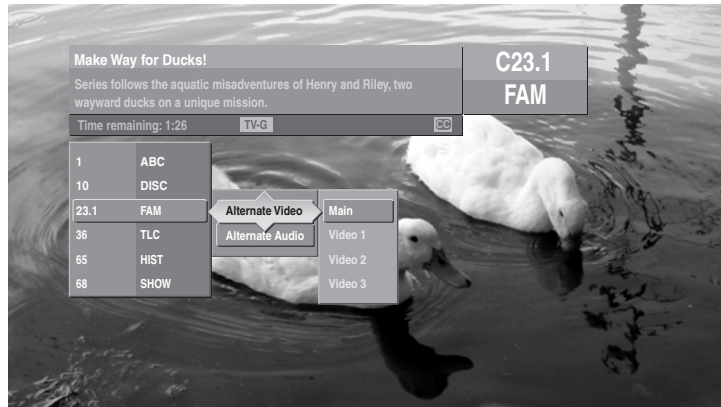 Make Way for Ducks!
Series follows the aquatic misadventures of Henry and Riley, two
wayward ducks on a unique mission.
Time remaining: 1:26 TV-G CC
C23.1
FAM
1 ABC
10 DISC
23.1 FAM
36 TLC
65 HIST
68 SHOW
Alternate Video
Alternate Audio
Main
Video 1
Video 2
Video 3